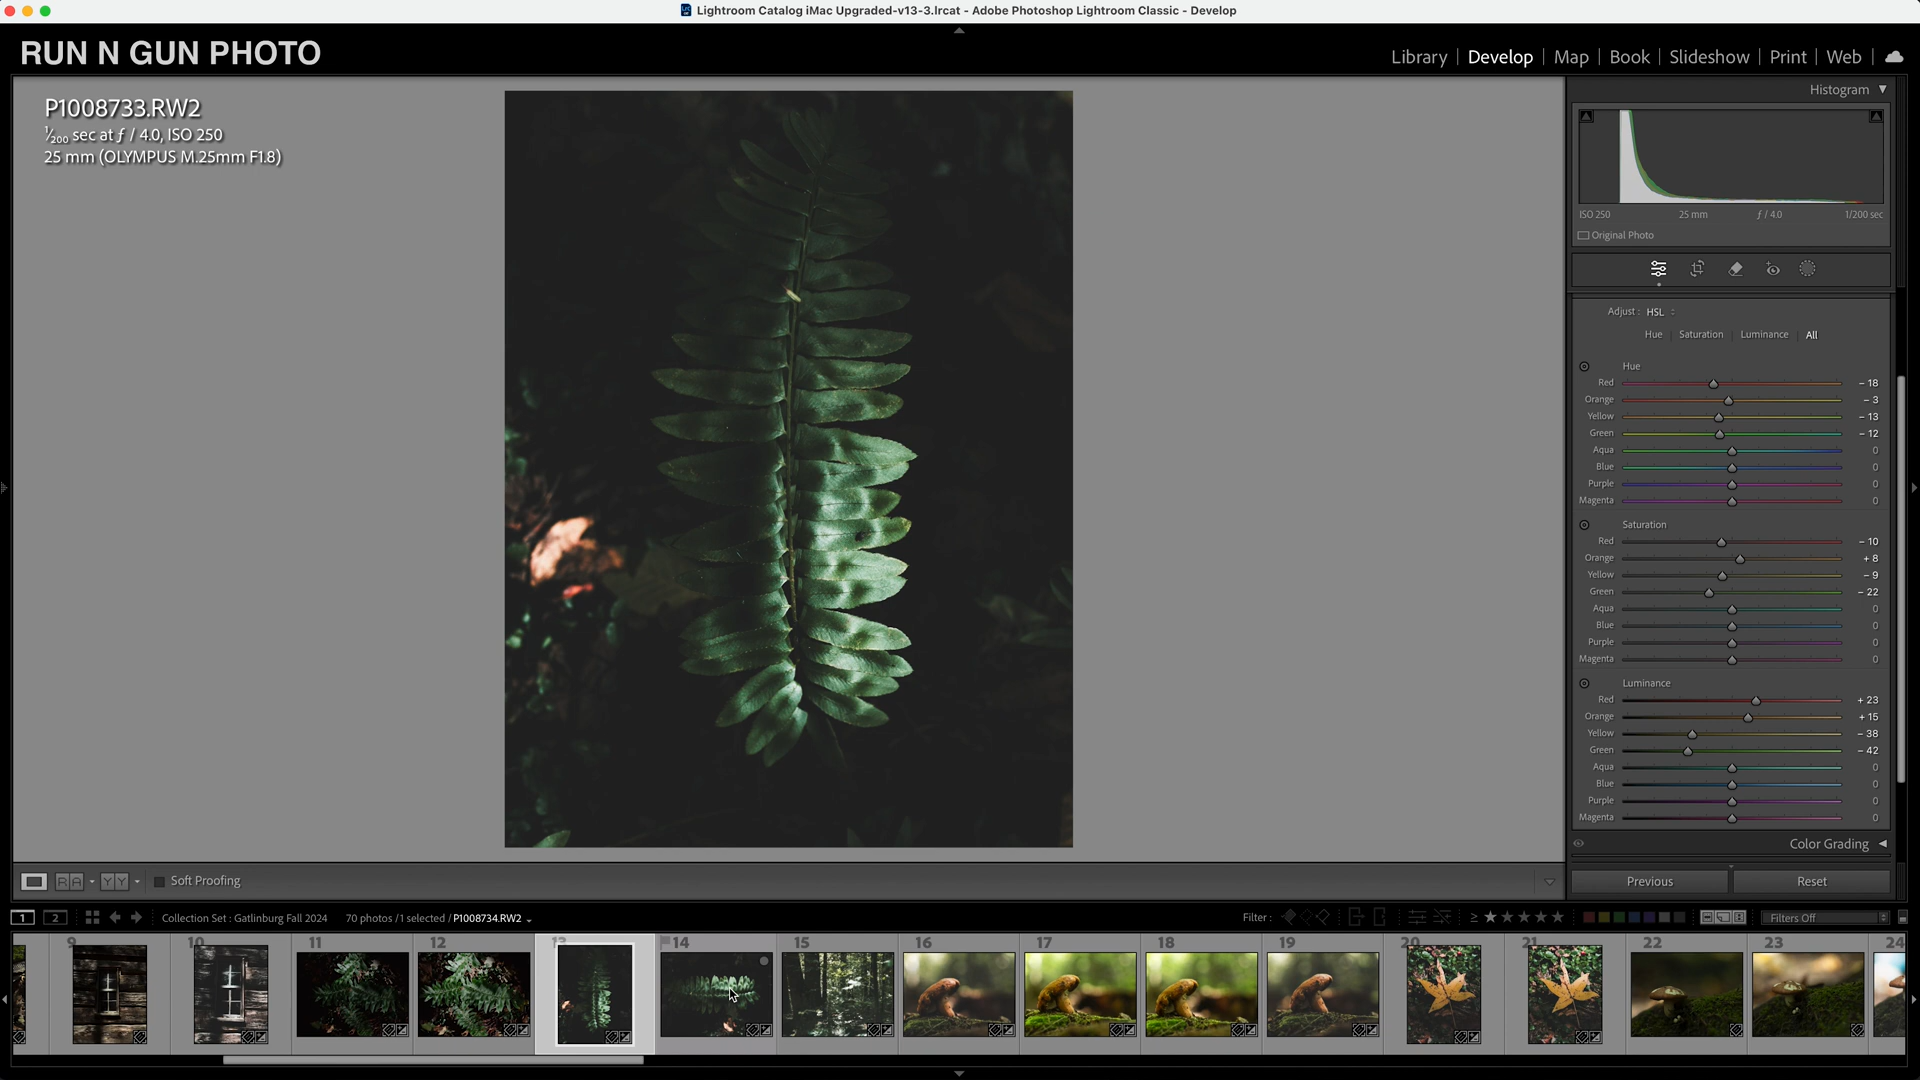 Lightroom Catalog iMac Upgraded-v13-3.lrcat - Adobe Photoshop Lightroom Classic - Develop
RUN N GUN PHOTO
Library | Develop | Map | Book | Slideshow | Print | Web
P1008733.RW2
1/200 sec at ƒ / 4.0, ISO 250
25 mm (OLYMPUS M.25mm F1.8)
Histogram
ISO 250 25 mm ƒ / 4.0 1/200 sec
Original Photo
Adjust : HSL
Hue | Saturation | Luminance | All
Hue
Red - 18
Orange - 3
Yellow - 13
Green - 12
Aqua 0
Blue 0
Purple 0
Magenta 0
Saturation
Red - 10
Orange + 8
Yellow - 9
Green - 22
Aqua 0
Blue 0
Purple 0
Magenta 0
Luminance
Red + 23
Orange + 15
Yellow - 38
Green - 42
Aqua 0
Blue 0
Purple 0
Magenta 0
Color Grading
RA YY Soft Proofing
Previous Reset
1 2 Collection Set : Gatlinburg Fall 2024 70 photos /1 selected / P1008734.RW2 Filter : ≥ Filters Off
9 10 11 12 13 14 15 16 17 18 19 20 21 22 23 24